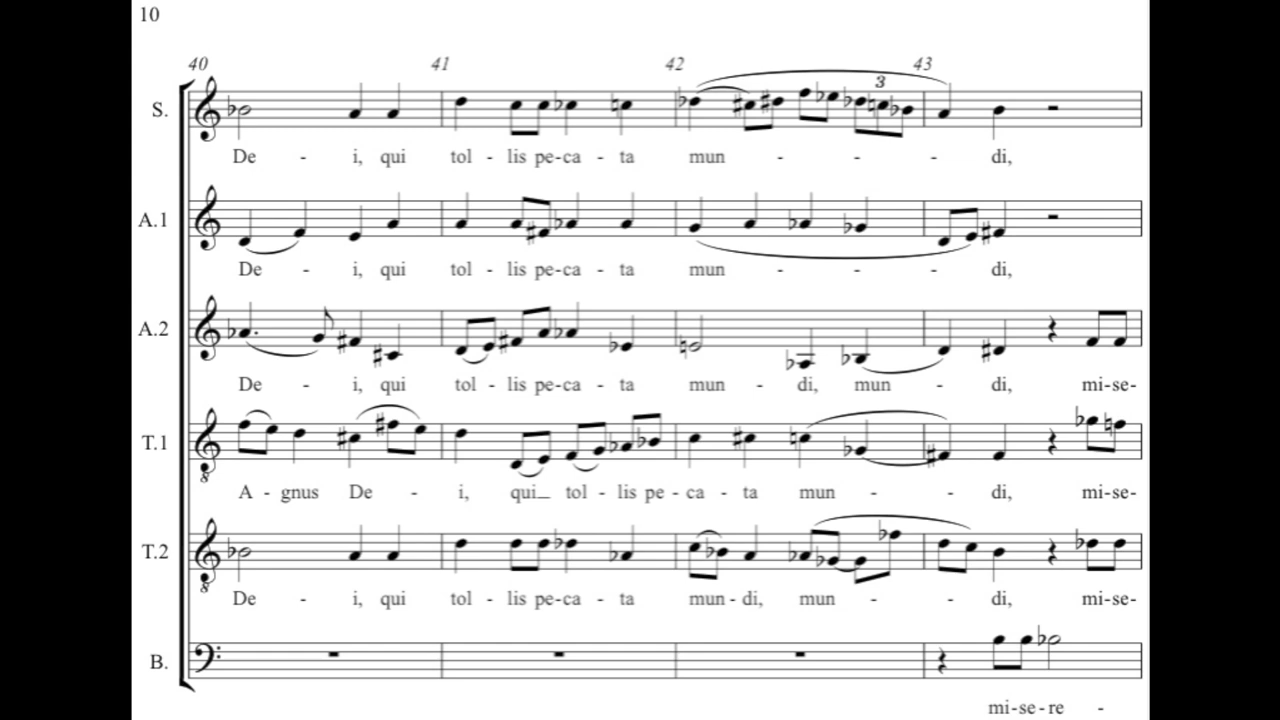 10
40 41 42 43
3
S.
De - i, qui tol - lis pe-ca - ta mun - - - - di,
A.1
De - i, qui tol - lis pe-ca - ta mun - - - - di,
A.2
De - i, qui tol - lis pe-ca - ta mun - di, mun - di, mi-se-
T.1
A - gnus De - i, qui_ tol - lis pe - ca - ta mun - - di, mi-se-
8
T.2
De - i, qui tol - lis pe-ca - ta mun - di, mun - - di, mi-se-
8
B.
mi-se-re -